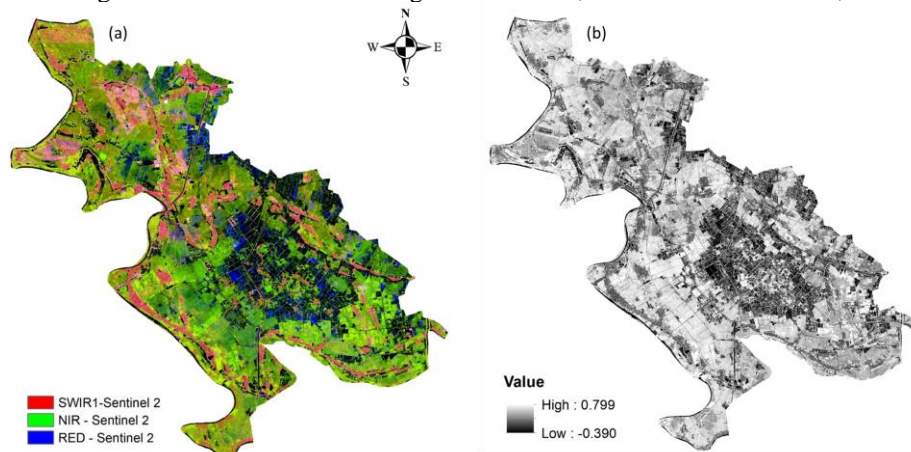 (a)
N
W E
S
(b)
SWIR1-Sentinel 2
NIR - Sentinel 2
RED - Sentinel 2
Value
High : 0.799
Low : -0.390